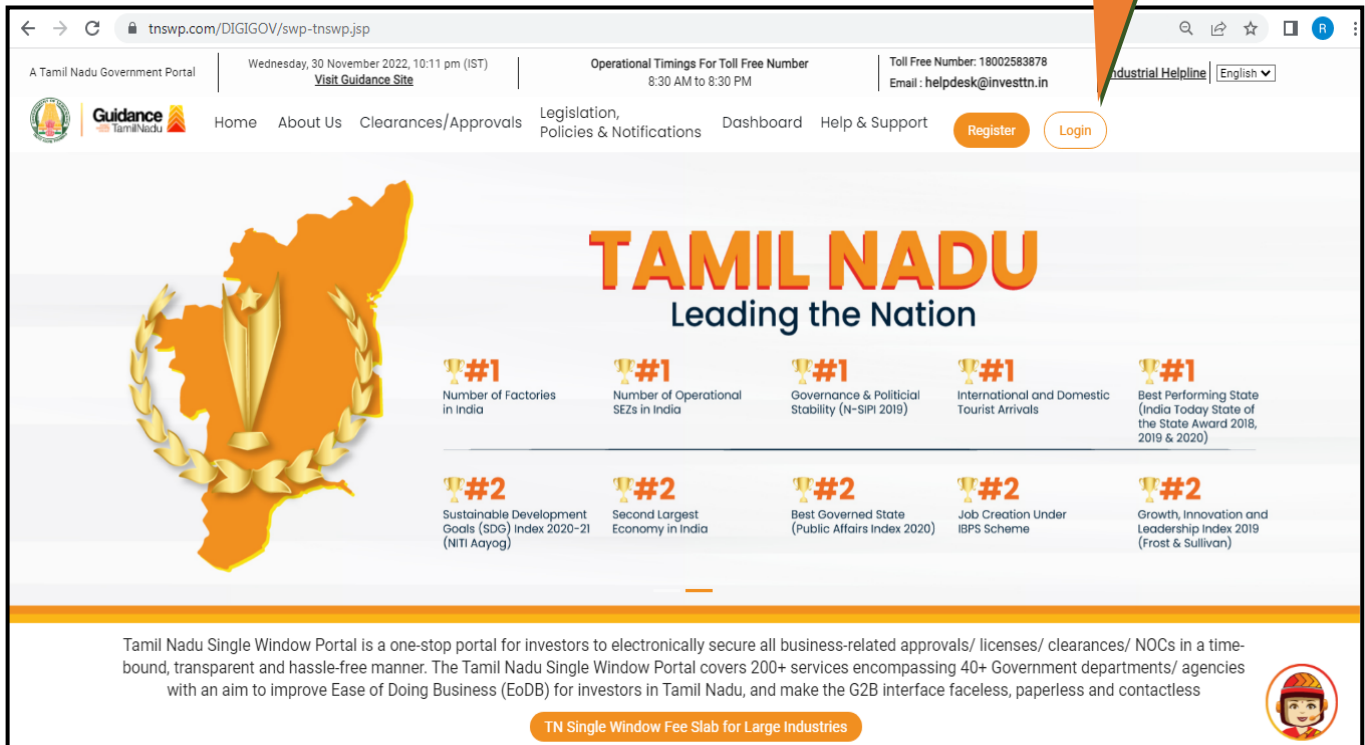 tnswp.com/DIGIGOV/swp-tnswp.jsp
R
A Tamil Nadu Government Portal
Wednesday, 30 November 2022, 10:11 pm (IST)
Visit Guidance Site
Operational Timings For Toll Free Number
8:30 AM to 8:30 PM
Toll Free Number: 18002583878
Email : helpdesk@investtn.in
ndustrial Helpline
English
Guidance
TamilNadu
Home
About Us
Clearances/Approvals
Legislation,
Policies & Notifications
Dashboard
Help & Support
Register
Login
TAMIL NADU
Leading the Nation
#1
Number of Factories
in India
#1
Number of Operational
SEZs in India
#1
Governance & Politicial
Stability (N-SIPI 2019)
#1
International and Domestic
Tourist Arrivals
#1
Best Performing State
(India Today State of
the State Award 2018,
2019 & 2020)
#2
Sustainable Development
Goals (SDG) Index 2020-21
(NITI Aayog)
#2
Second Largest
Economy in India
#2
Best Governed State
(Public Affairs Index 2020)
#2
Job Creation Under
IBPS Scheme
#2
Growth, Innovation and
Leadership Index 2019
(Frost & Sullivan)
Tamil Nadu Single Window Portal is a one-stop portal for investors to electronically secure all business-related approvals/ licenses/ clearances/ NOCs in a time-
bound, transparent and hassle-free manner. The Tamil Nadu Single Window Portal covers 200+ services encompassing 40+ Government departments/ agencies
with an aim to improve Ease of Doing Business (EoDB) for investors in Tamil Nadu, and make the G2B interface faceless, paperless and contactless
TN Single Window Fee Slab for Large Industries